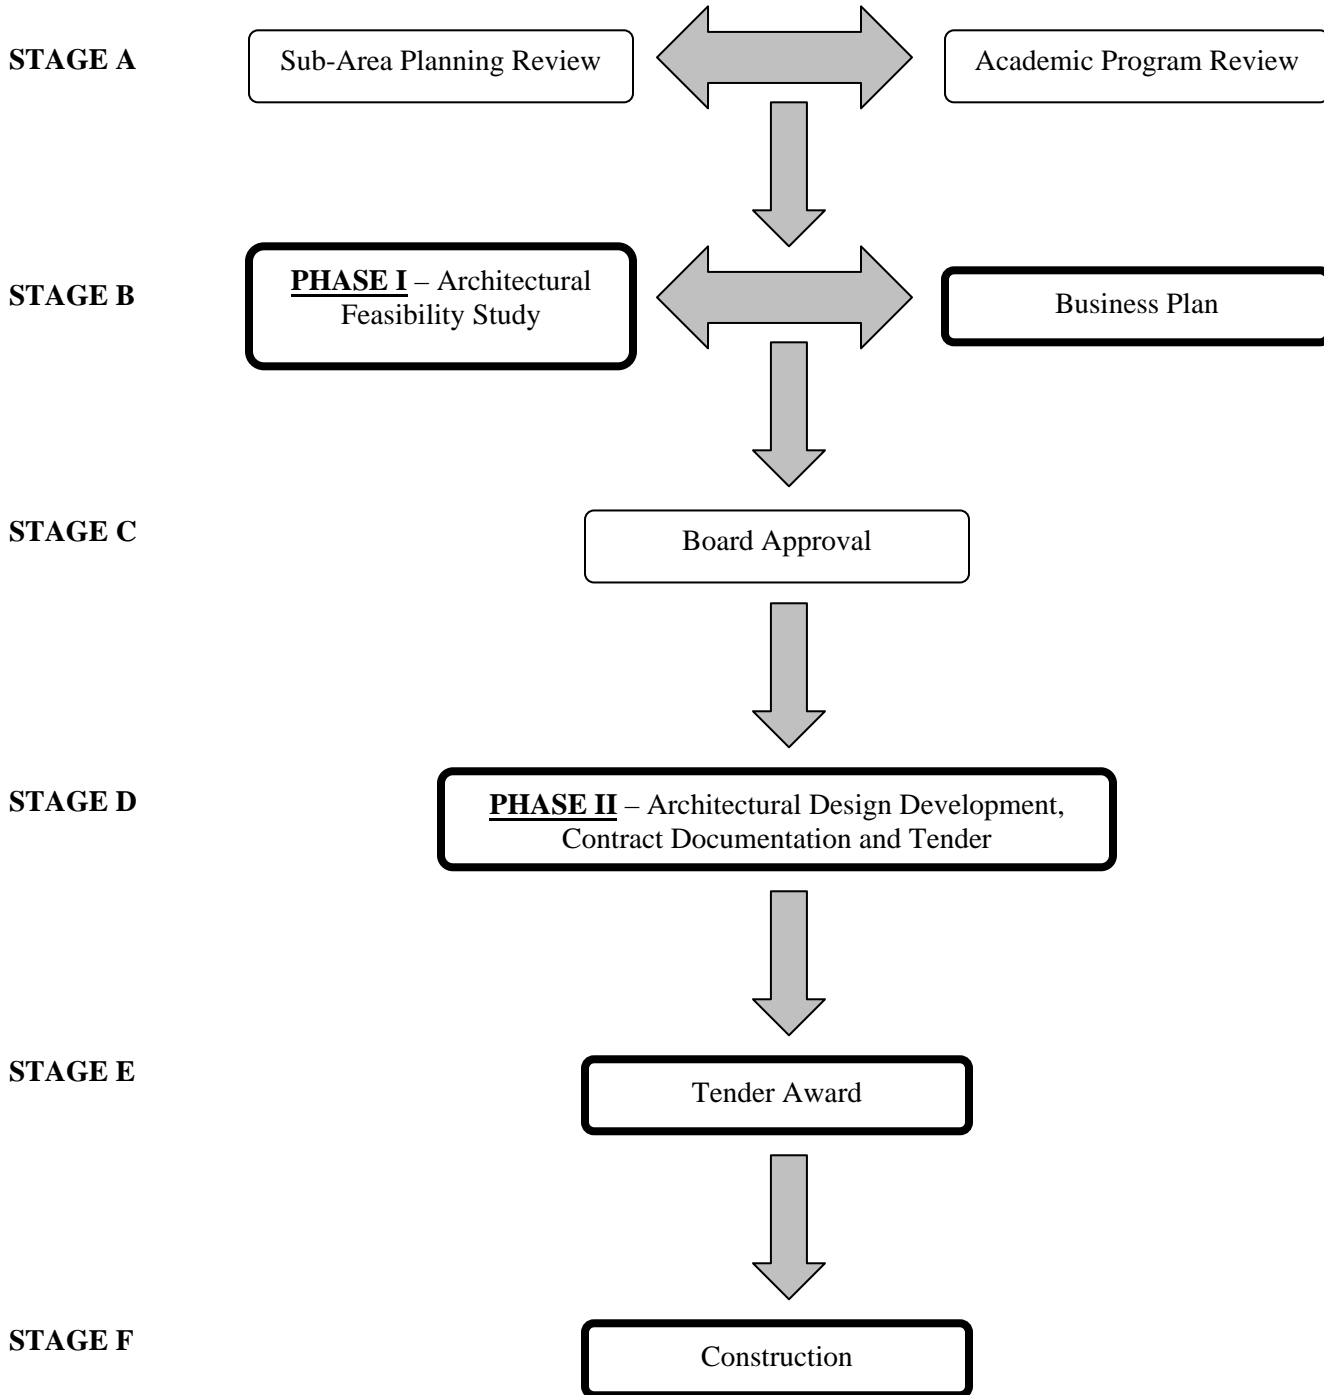 STAGE A
Sub-Area Planning Review
Academic Program Review
STAGE B
PHASE I – Architectural
Feasibility Study
Business Plan
STAGE C
Board Approval
STAGE D
PHASE II – Architectural Design Development,
Contract Documentation and Tender
STAGE E
Tender Award
STAGE F
Construction